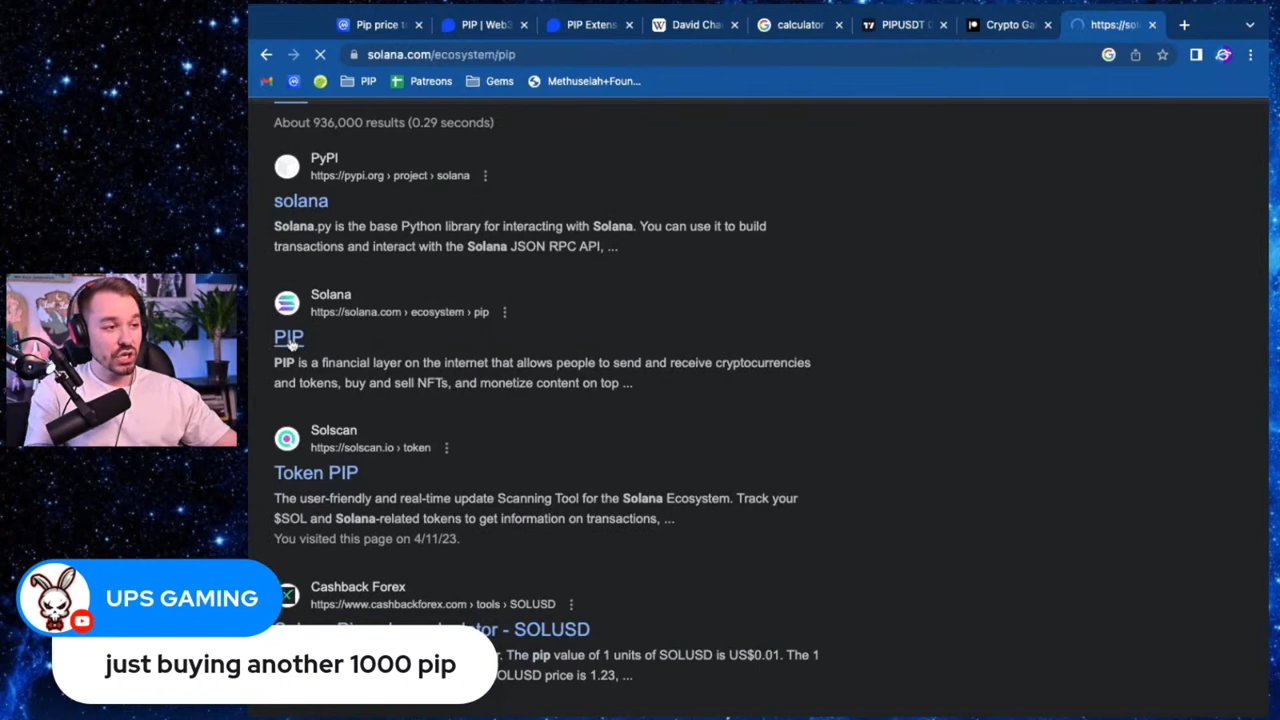 Pip price t
PIP | Web3
PIP Extens
David Cha
calculator
PIPUSDT
Crypto Ga
https://so
solana.com/ecosystem/pip
PIP
Patreons
Gems
Methuselah+Foun...
About 936,000 results (0.29 seconds)
PyPI
https://pypi.org › project › solana
solana
Solana.py is the base Python library for interacting with Solana. You can use it to build
transactions and interact with the Solana JSON RPC API, ...
Solana
https://solana.com › ecosystem › pip
PIP
PIP is a financial layer on the internet that allows people to send and receive cryptocurrencies
and tokens, buy and sell NFTs, and monetize content on top ...
Solscan
https://solscan.io › token
Token PIP
The user-friendly and real-time update Scanning Tool for the Solana Ecosystem. Track your
$SOL and Solana-related tokens to get information on transactions, ...
You visited this page on 4/11/23.
Cashback Forex
https://www.cashbackforex.com › tools › SOLUSD
tor - SOLUSD
The pip value of 1 units of SOLUSD is US$0.01. The 1
OLUSD price is 1.23, ...
UPS GAMING
just buying another 1000 pip